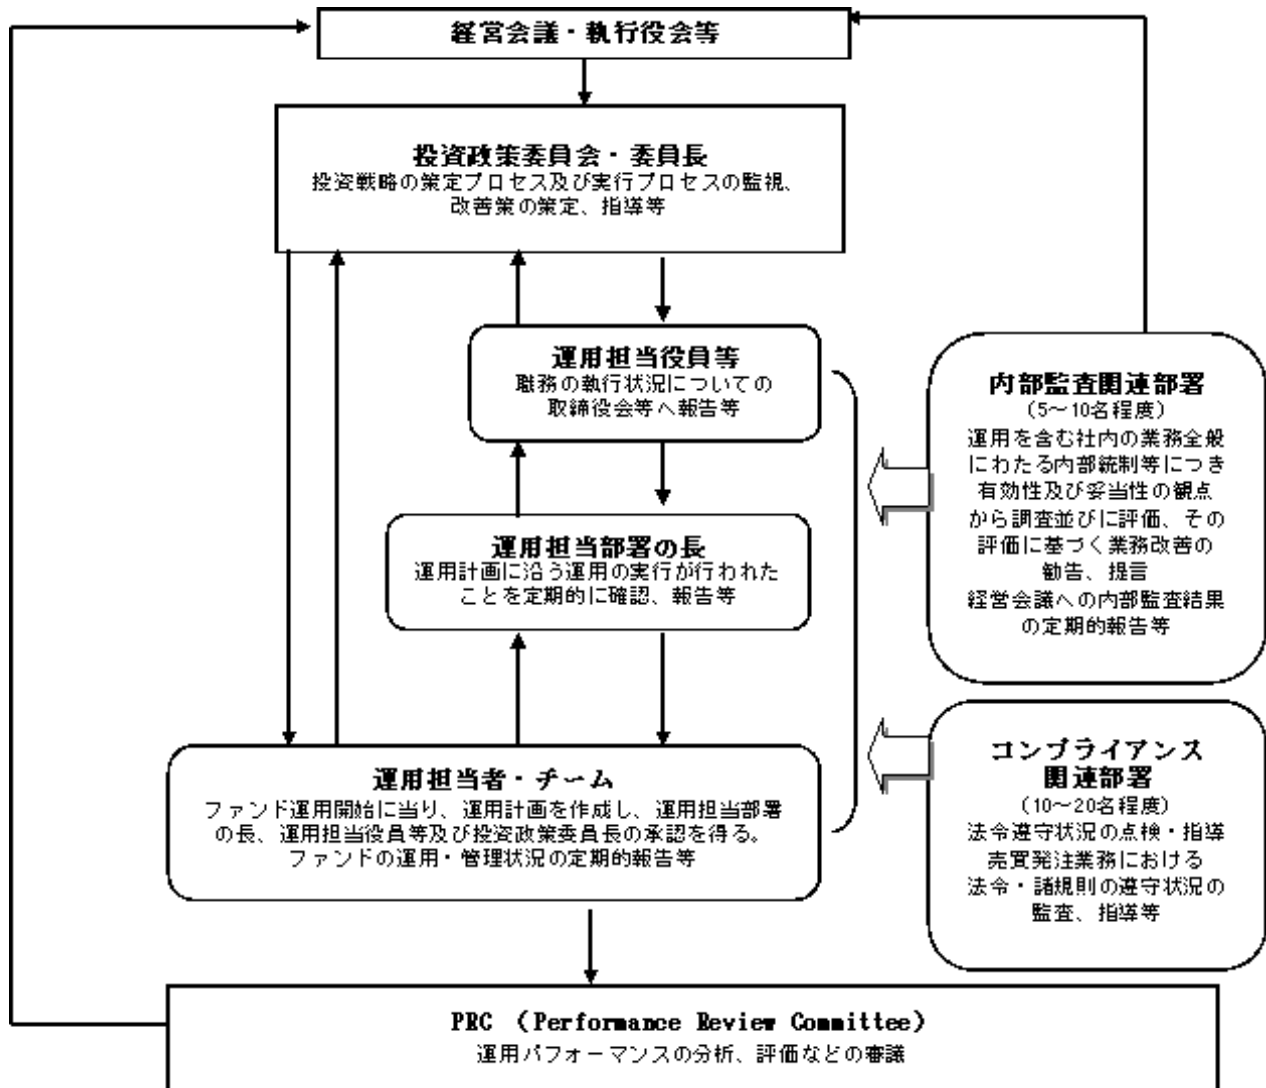 経営会議・執行役会等
投資政策委員会・委員長
投資戦略の策定プロセス及び実行プロセスの監視、
改善策の策定、指導等
運用担当役員等
職務の執行状況についての
取締役会等へ報告等
運用担当部署の長
運用計画に沿う運用の実行が行われた
ことを定期的に確認、報告等
運用担当者・チーム
ファンド運用開始に当り、運用計画を作成し、運用担当部署
の長、運用担当役員等及び投資政策委員長の承認を得る。
ファンドの運用・管理状況の定期的報告等
内部監査関連部署
(5～10名程度)
運用を含む社内の業務全般
にわたる内部統制等につき
有効性及び妥当性の観点
から調査並びに評価、その
評価に基づく業務改善の
勧告、提言
経営会議への内部監査結果
の定期的報告等
コンプライアンス
関連部署
(10～20名程度)
法令遵守状況の点検・指導
売買発注業務における
法令・諸規則の遵守状況の
監査、指導等
PRC （Performance Review Committee）
運用パフォーマンスの分析、評価などの審議